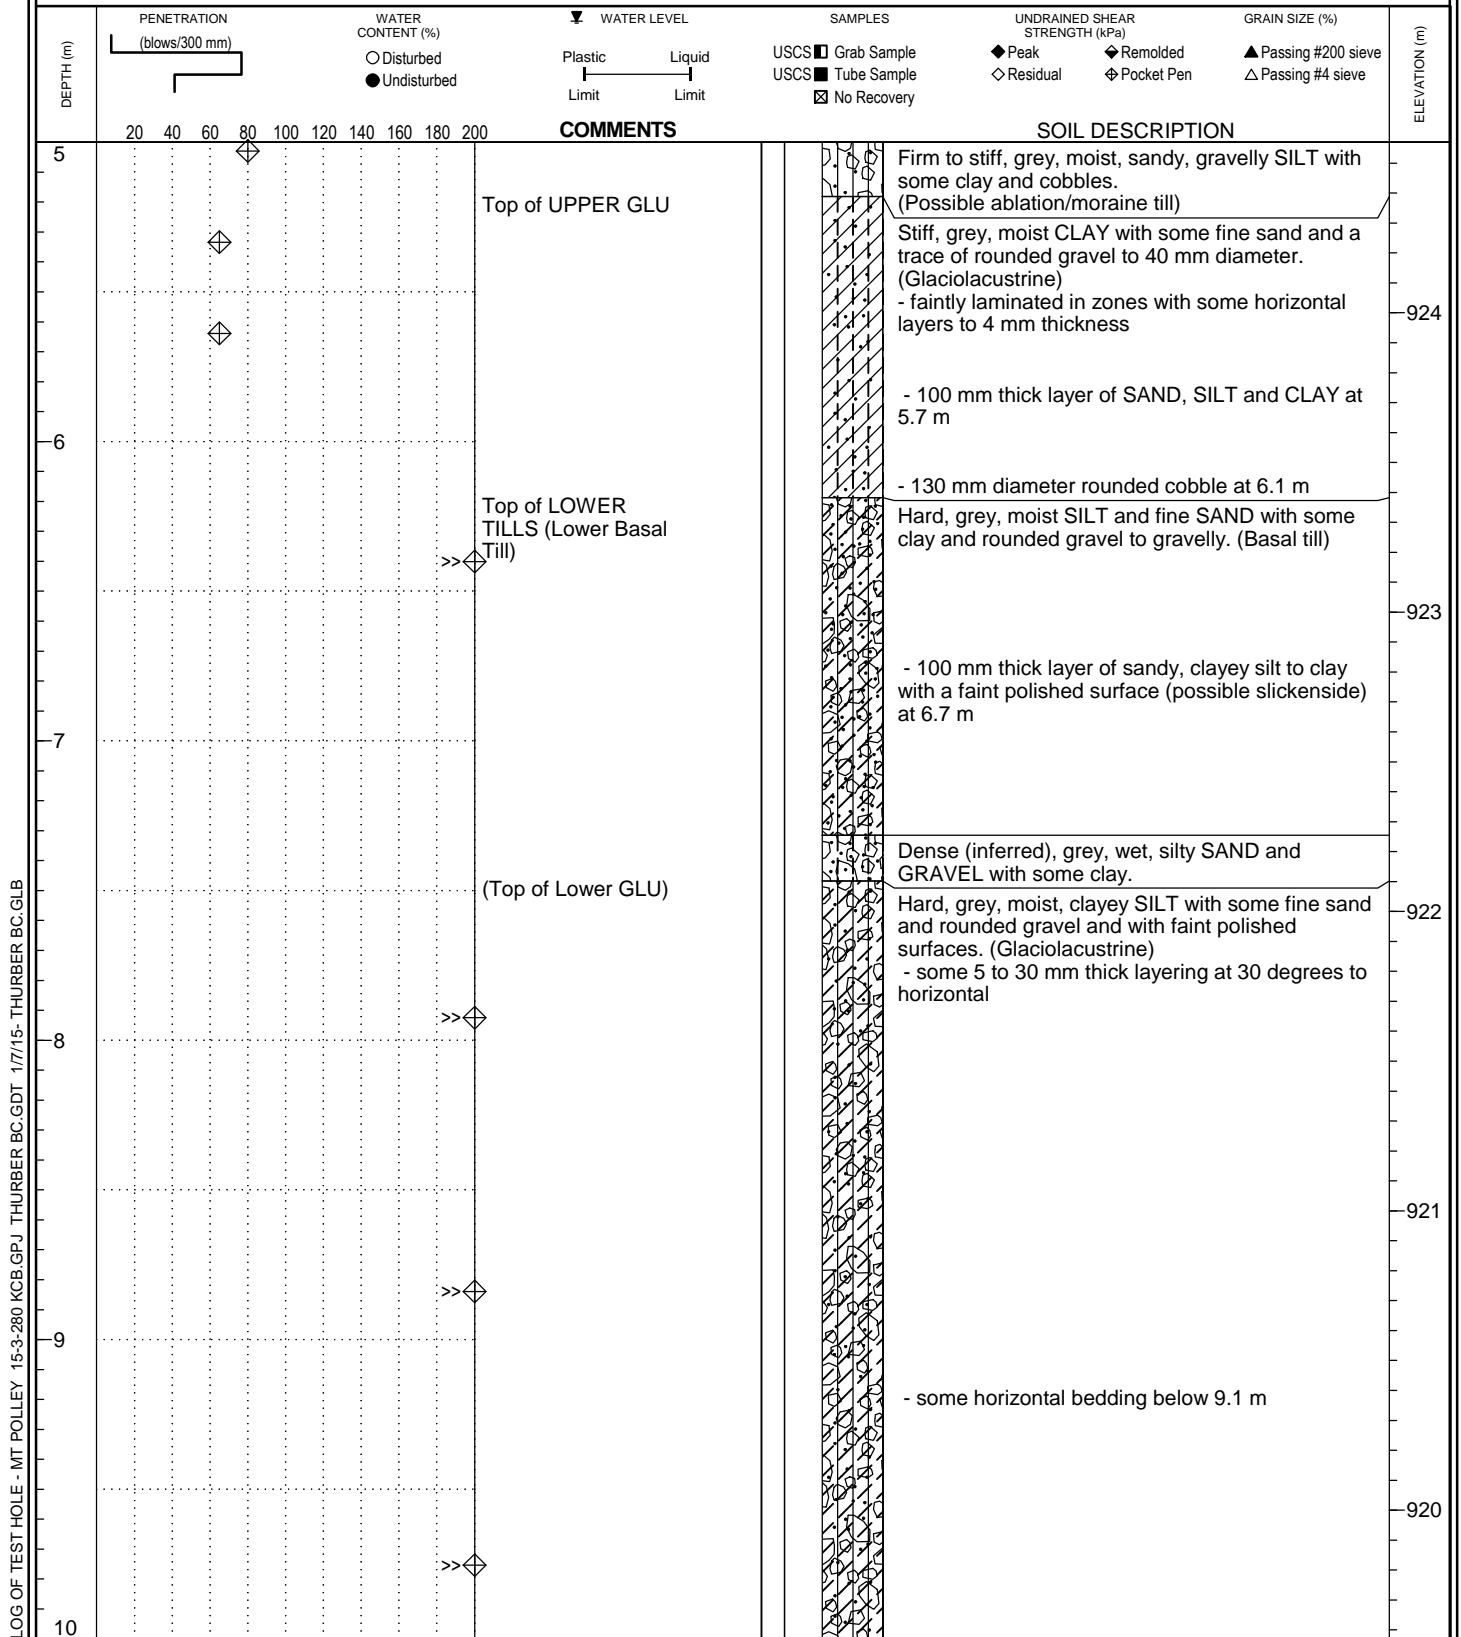 PENETRATION
(blows/300 mm)
WATER
CONTENT (%)
Disturbed
Undisturbed
WATER LEVEL
Plastic Liquid
Limit Limit
SAMPLES
USCS Grab Sample
USCS Tube Sample
No Recovery
UNDRAINED SHEAR
STRENGTH (kPa)
Peak Remolded
Residual Pocket Pen
GRAIN SIZE (%)
Passing #200 sieve
Passing #4 sieve
DEPTH (m)
ELEVATION (m)
20 40 60 80 100 120 140 160 180 200
COMMENTS
SOIL DESCRIPTION
5
Firm to stiff, grey, moist, sandy, gravelly SILT with
some clay and cobbles.
(Possible ablation/moraine till)
Top of UPPER GLU
Stiff, grey, moist CLAY with some fine sand and a
trace of rounded gravel to 40 mm diameter.
(Glaciolacustrine)
- faintly laminated in zones with some horizontal
layers to 4 mm thickness
924
- 100 mm thick layer of SAND, SILT and CLAY at
5.7 m
6
- 130 mm diameter rounded cobble at 6.1 m
Top of LOWER
TILLS (Lower Basal
Till)
>>
Hard, grey, moist SILT and fine SAND with some
clay and rounded gravel to gravelly. (Basal till)
923
- 100 mm thick layer of sandy, clayey silt to clay
with a faint polished surface (possible slickenside)
at 6.7 m
7
Dense (inferred), grey, wet, silty SAND and
GRAVEL with some clay.
(Top of Lower GLU)
Hard, grey, moist, clayey SILT with some fine sand
and rounded gravel and with faint polished
surfaces. (Glaciolacustrine)
- some 5 to 30 mm thick layering at 30 degrees to
horizontal
922
>>
8
921
>>
9
- some horizontal bedding below 9.1 m
920
>>
10
LOG OF TEST HOLE - MT POLLEY 15-3-280 KCB.GPJ THURBER BC.GDT 1/7/15- THURBER BC.GLB